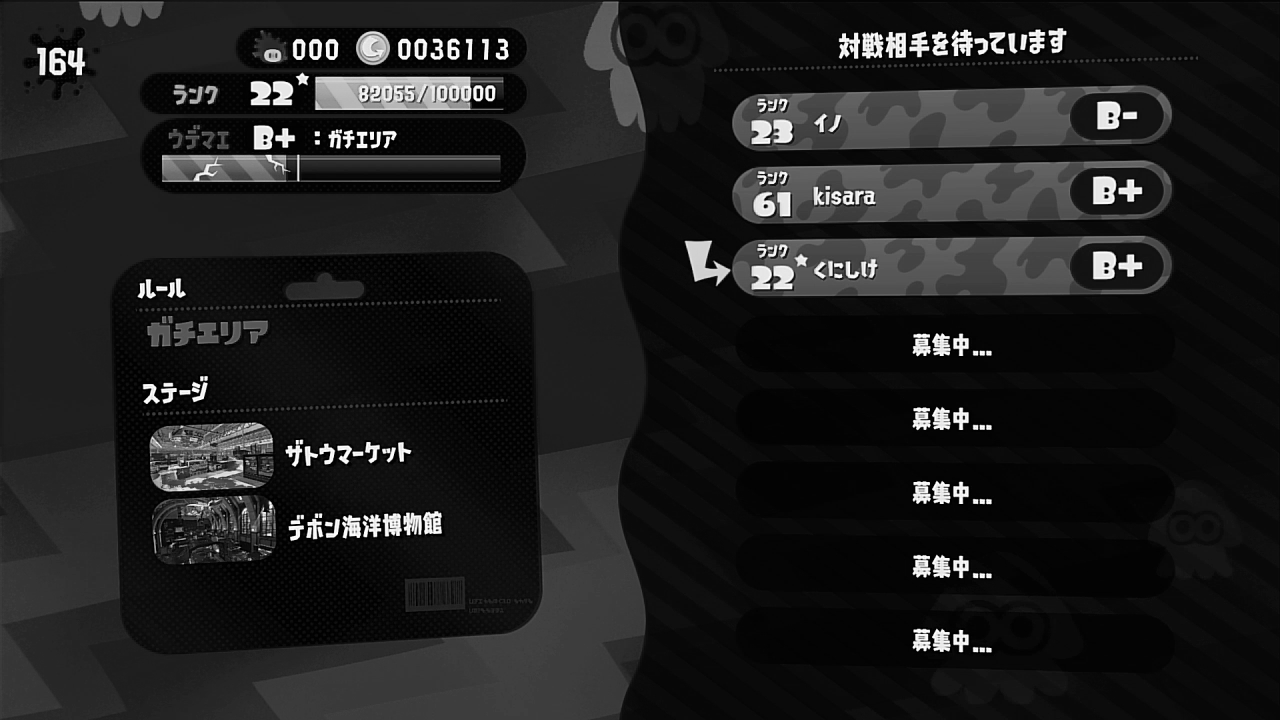 164
000 0036113
ランク 22 82055/100000
ウデマエ B+ : ガチエリア
ルール
ガチエリア
ステージ
ザトウマーケット
デボン海洋博物館
対戦相手を待っています
ランク 23 イノ B-
ランク 61 kisara B+
ランク 22 くにしげ B+
募集中...
募集中...
募集中...
募集中...
募集中...